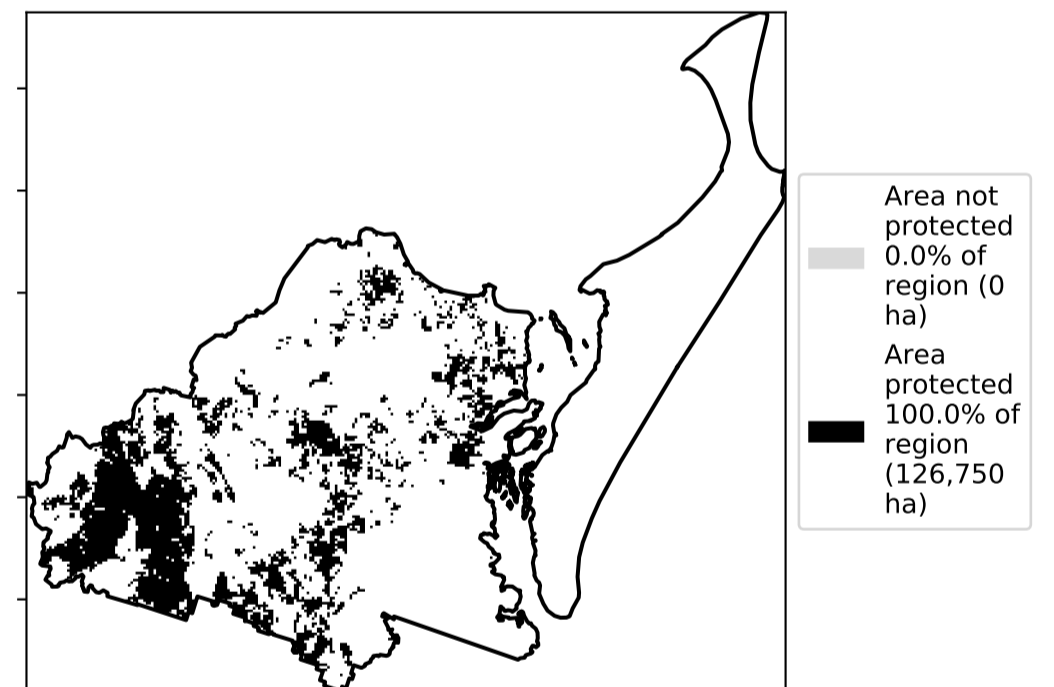 Area not
protected
0.0% of
region (0
ha)
Area
protected
100.0% of
region
(126,750
ha)